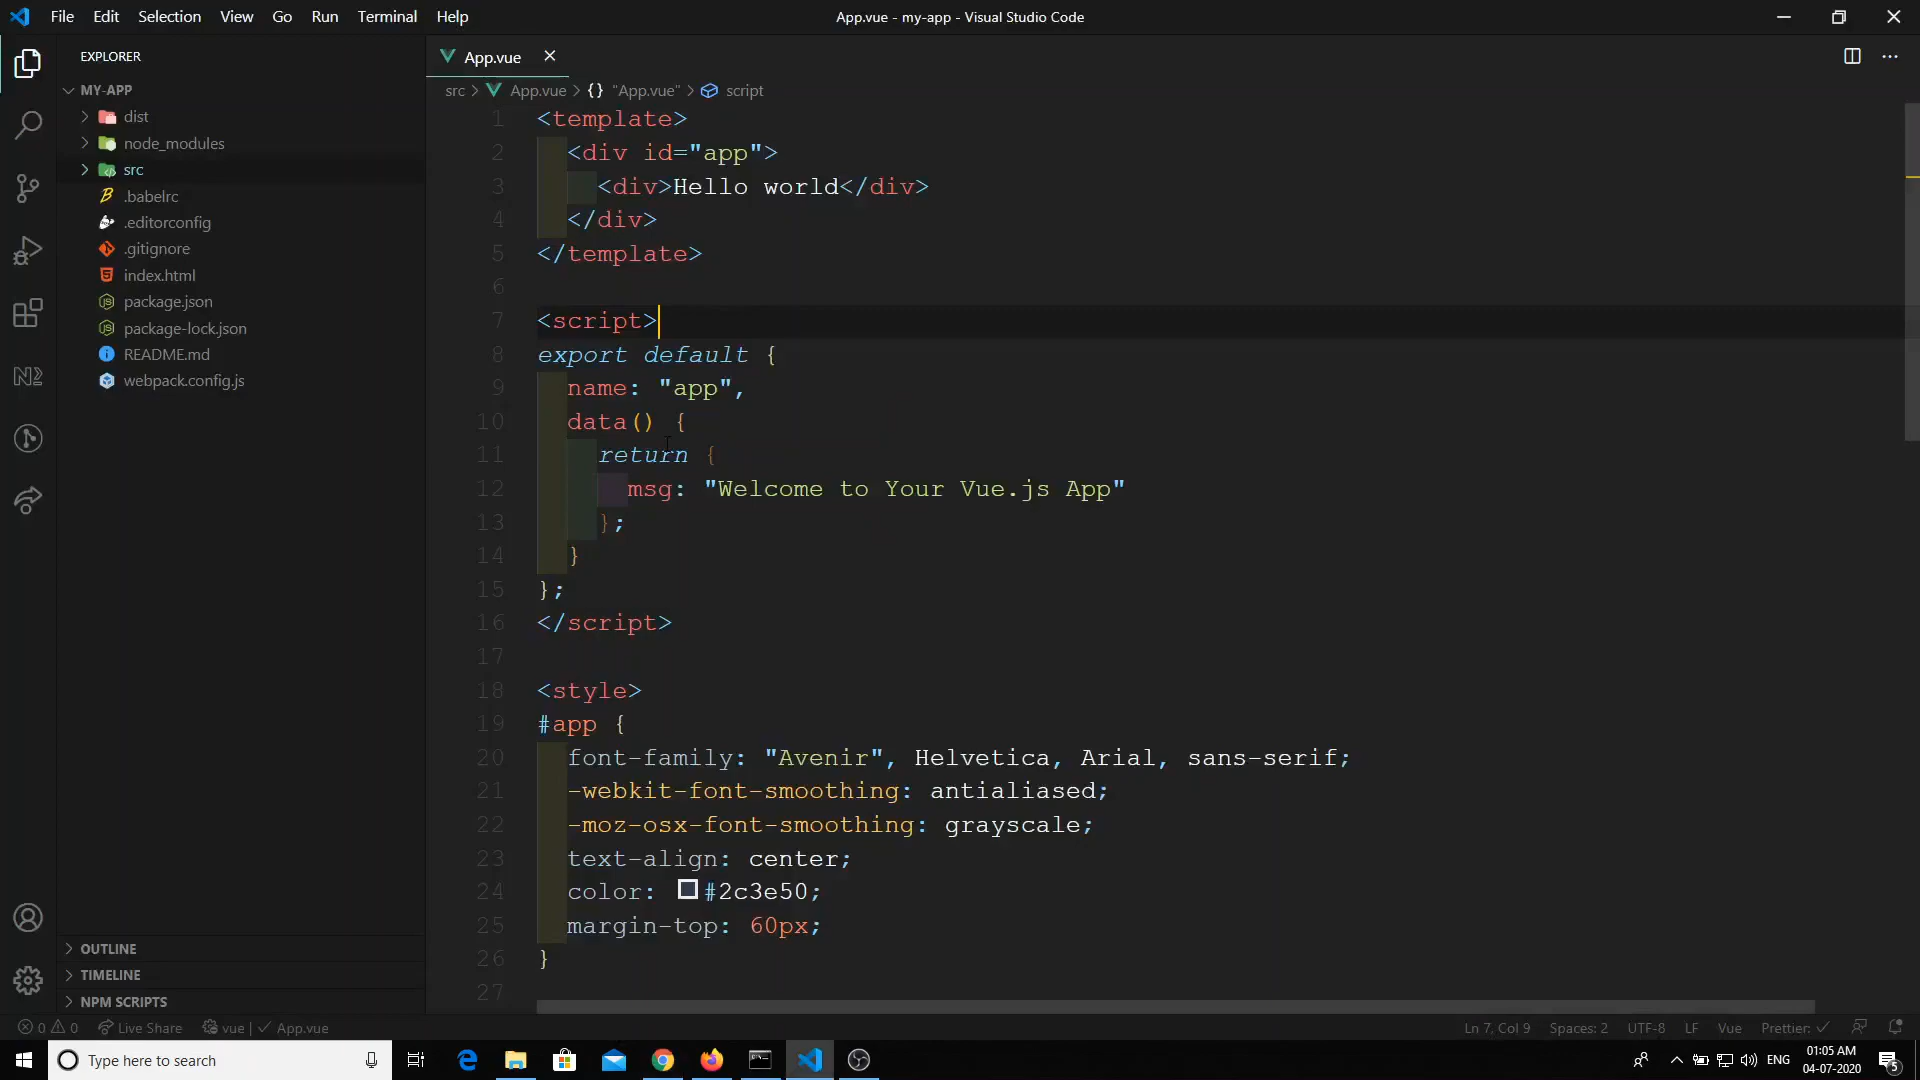 File Edit Selection View Go Run Terminal Help
App.vue - my-app - Visual Studio Code
EXPLORER
MY-APP
dist
node_modules
src
.babelrc
.editorconfig
.gitignore
index.html
package.json
package-lock.json
README.md
webpack.config.js
OUTLINE
TIMELINE
NPM SCRIPTS
App.vue
src > App.vue > {} "App.vue" > script
1 <template>
2 <div id="app">
3 <div>Hello world</div>
4 </div>
5 </template>
6
7 <script>
8 export default {
9 name: "app",
10 data() {
11 return {
12 msg: "Welcome to Your Vue.js App"
13 };
14 }
15 };
16 </script>
17
18 <style>
19 #app {
20 font-family: "Avenir", Helvetica, Arial, sans-serif;
21 -webkit-font-smoothing: antialiased;
22 -moz-osx-font-smoothing: grayscale;
23 text-align: center;
24 color: #2c3e50;
25 margin-top: 60px;
26 }
27
0 0 Live Share vue | App.vue
Ln 7, Col 9 Spaces: 2 UTF-8 LF Vue Prettier: ✓
Type here to search
ENG
01:05 AM
04-07-2020
5